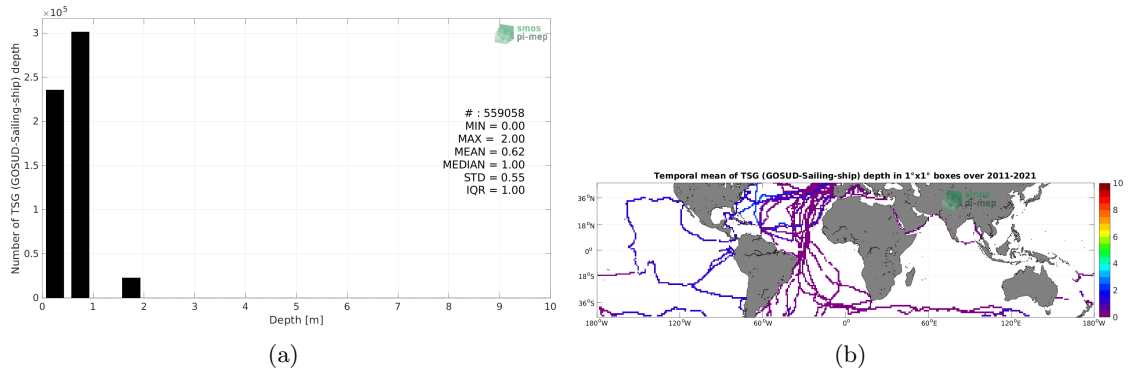 ×10⁵
3
2.5
2
1.5
1
0.5
0
Number of TSG (GOSUD-Sailing-ship) depth
smos
pi-mep
# : 559058
MIN = 0.00
MAX = 2.00
MEAN = 0.62
MEDIAN = 1.00
STD = 0.55
IQR = 1.00
0 1 2 3 4 5 6 7 8 9 10
Depth [m]
(a)
Temporal mean of TSG (GOSUD-Sailing-ship) depth in 1°x1° boxes over 2011-2021
smos
pi-mep
36°N
18°N
0°
18°S
36°S
180°W 120°W 60°W 0° 60°E 120°E 180°W
10
8
6
4
2
0
(b)